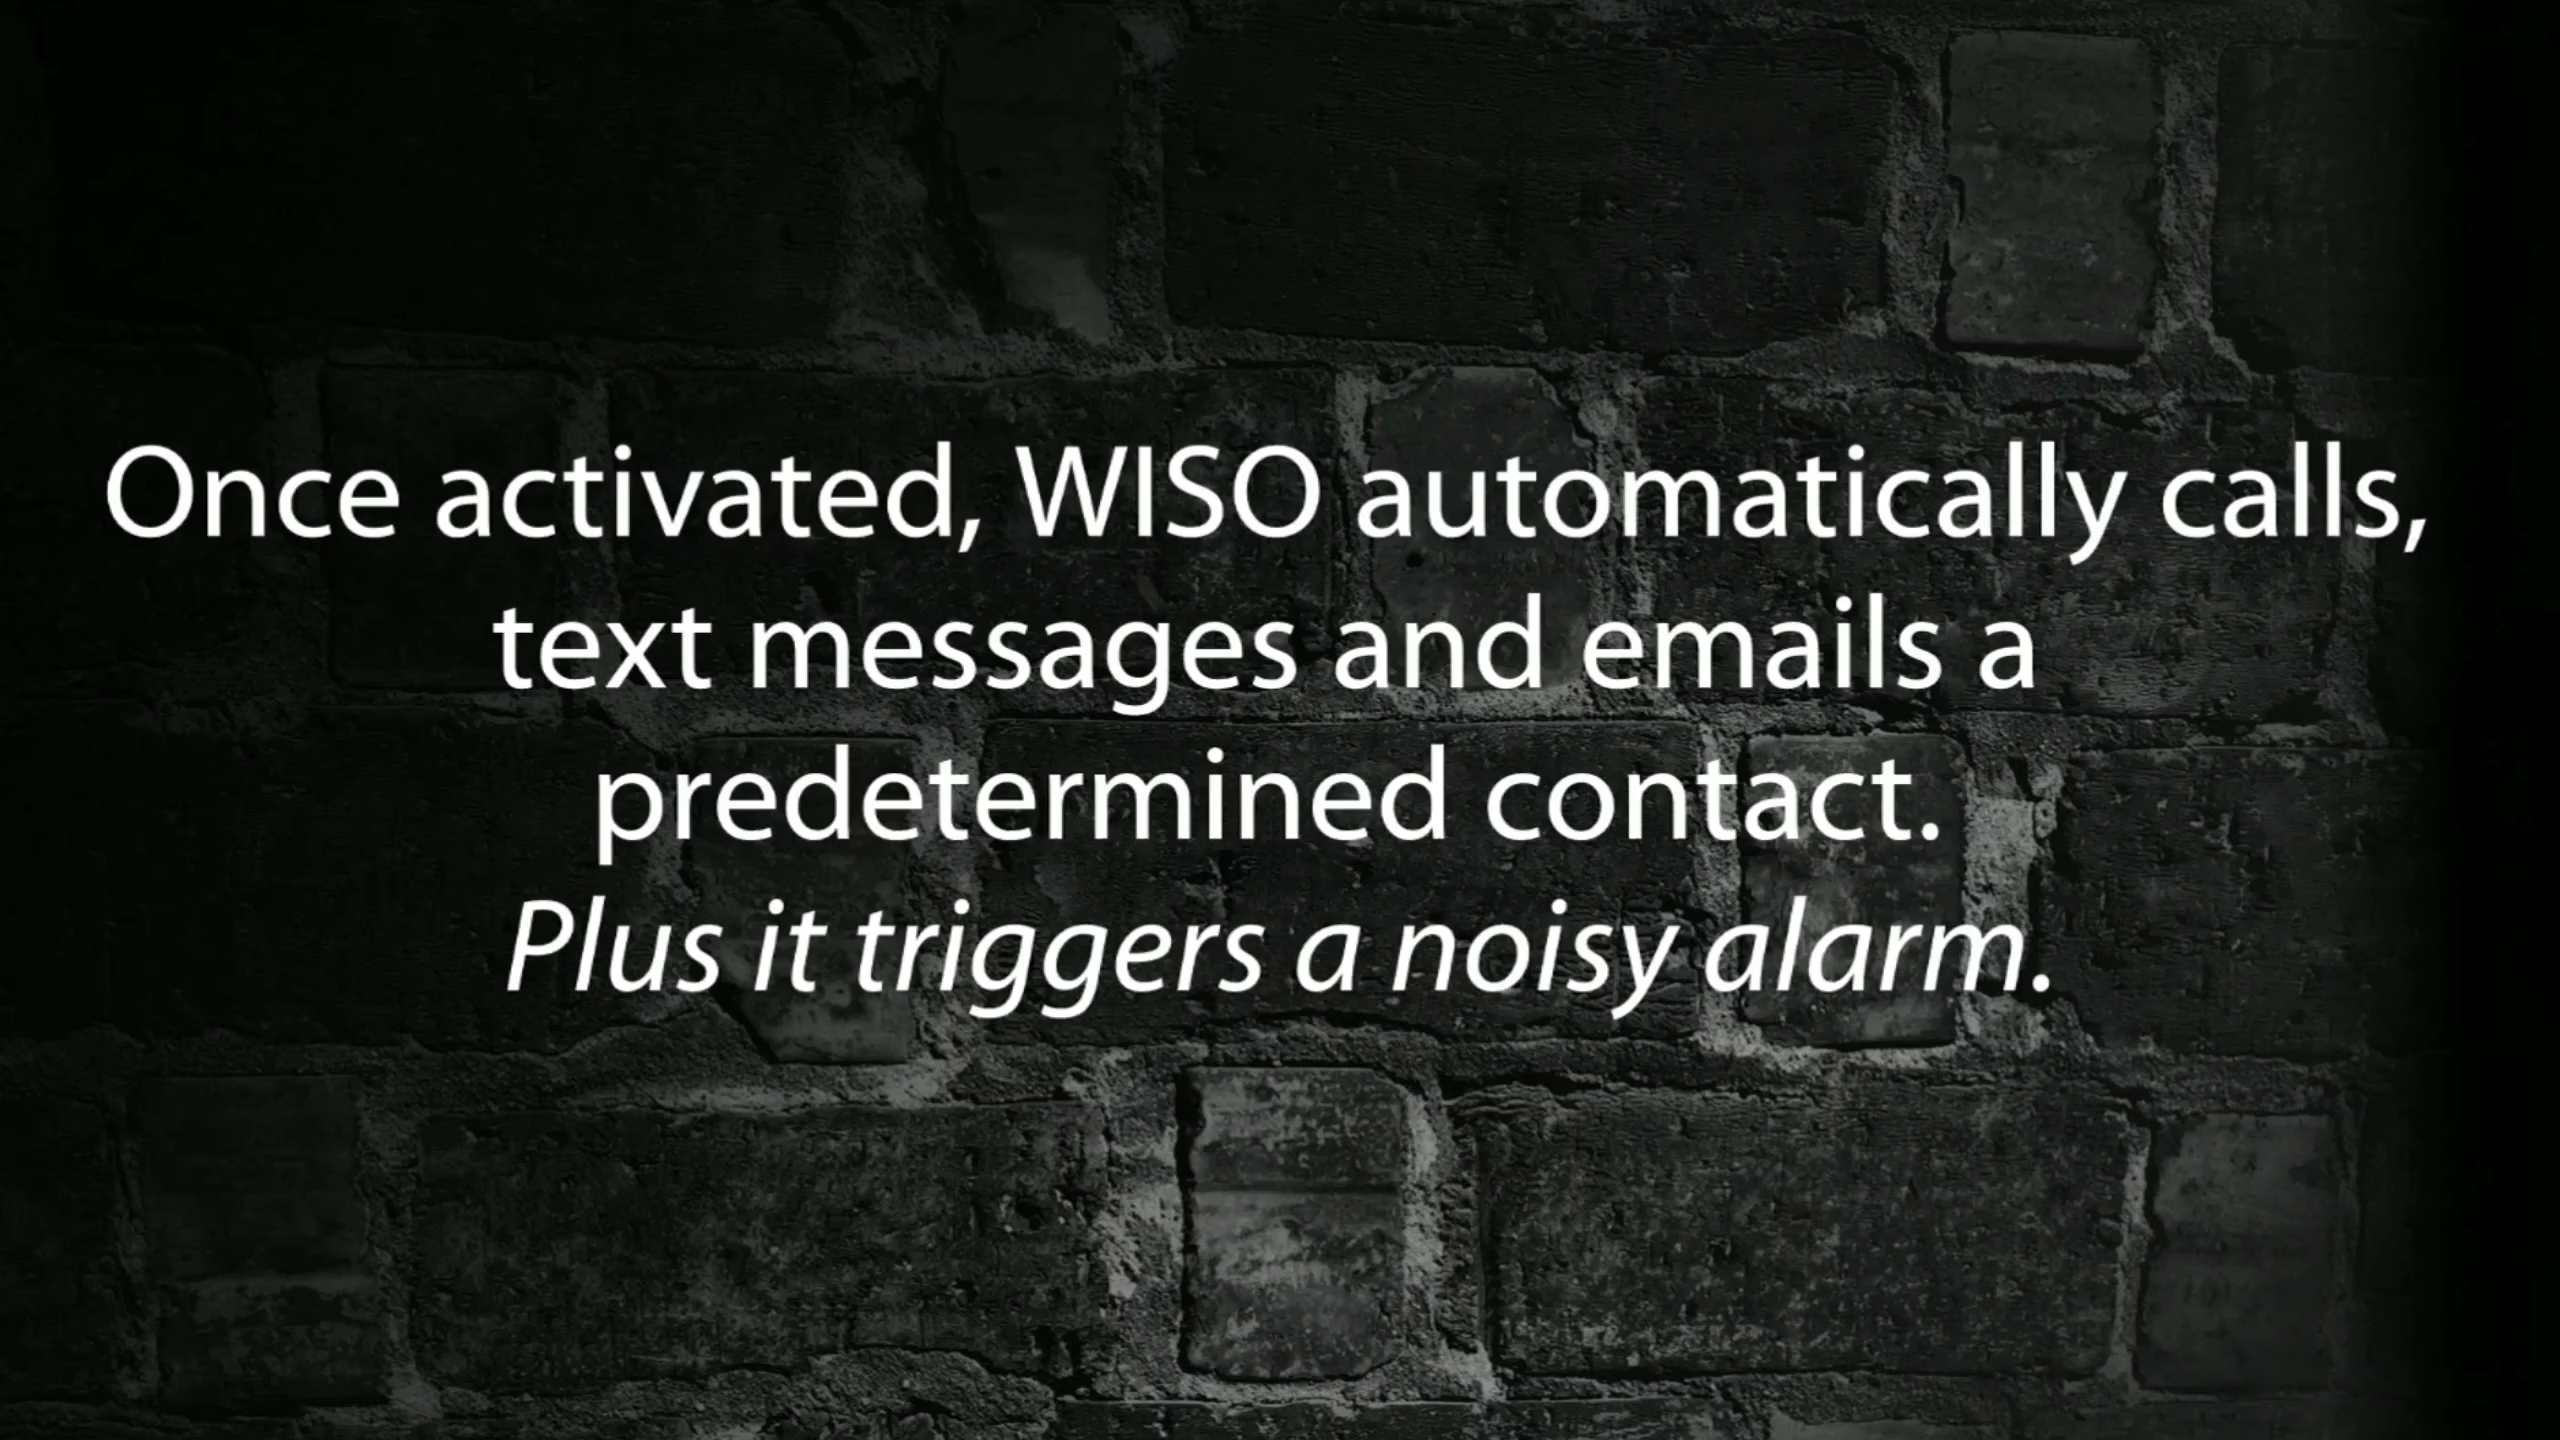 Once activated, WISO automatically calls,
text messages and emails a
predetermined contact.
Plus it triggers a noisy alarm.